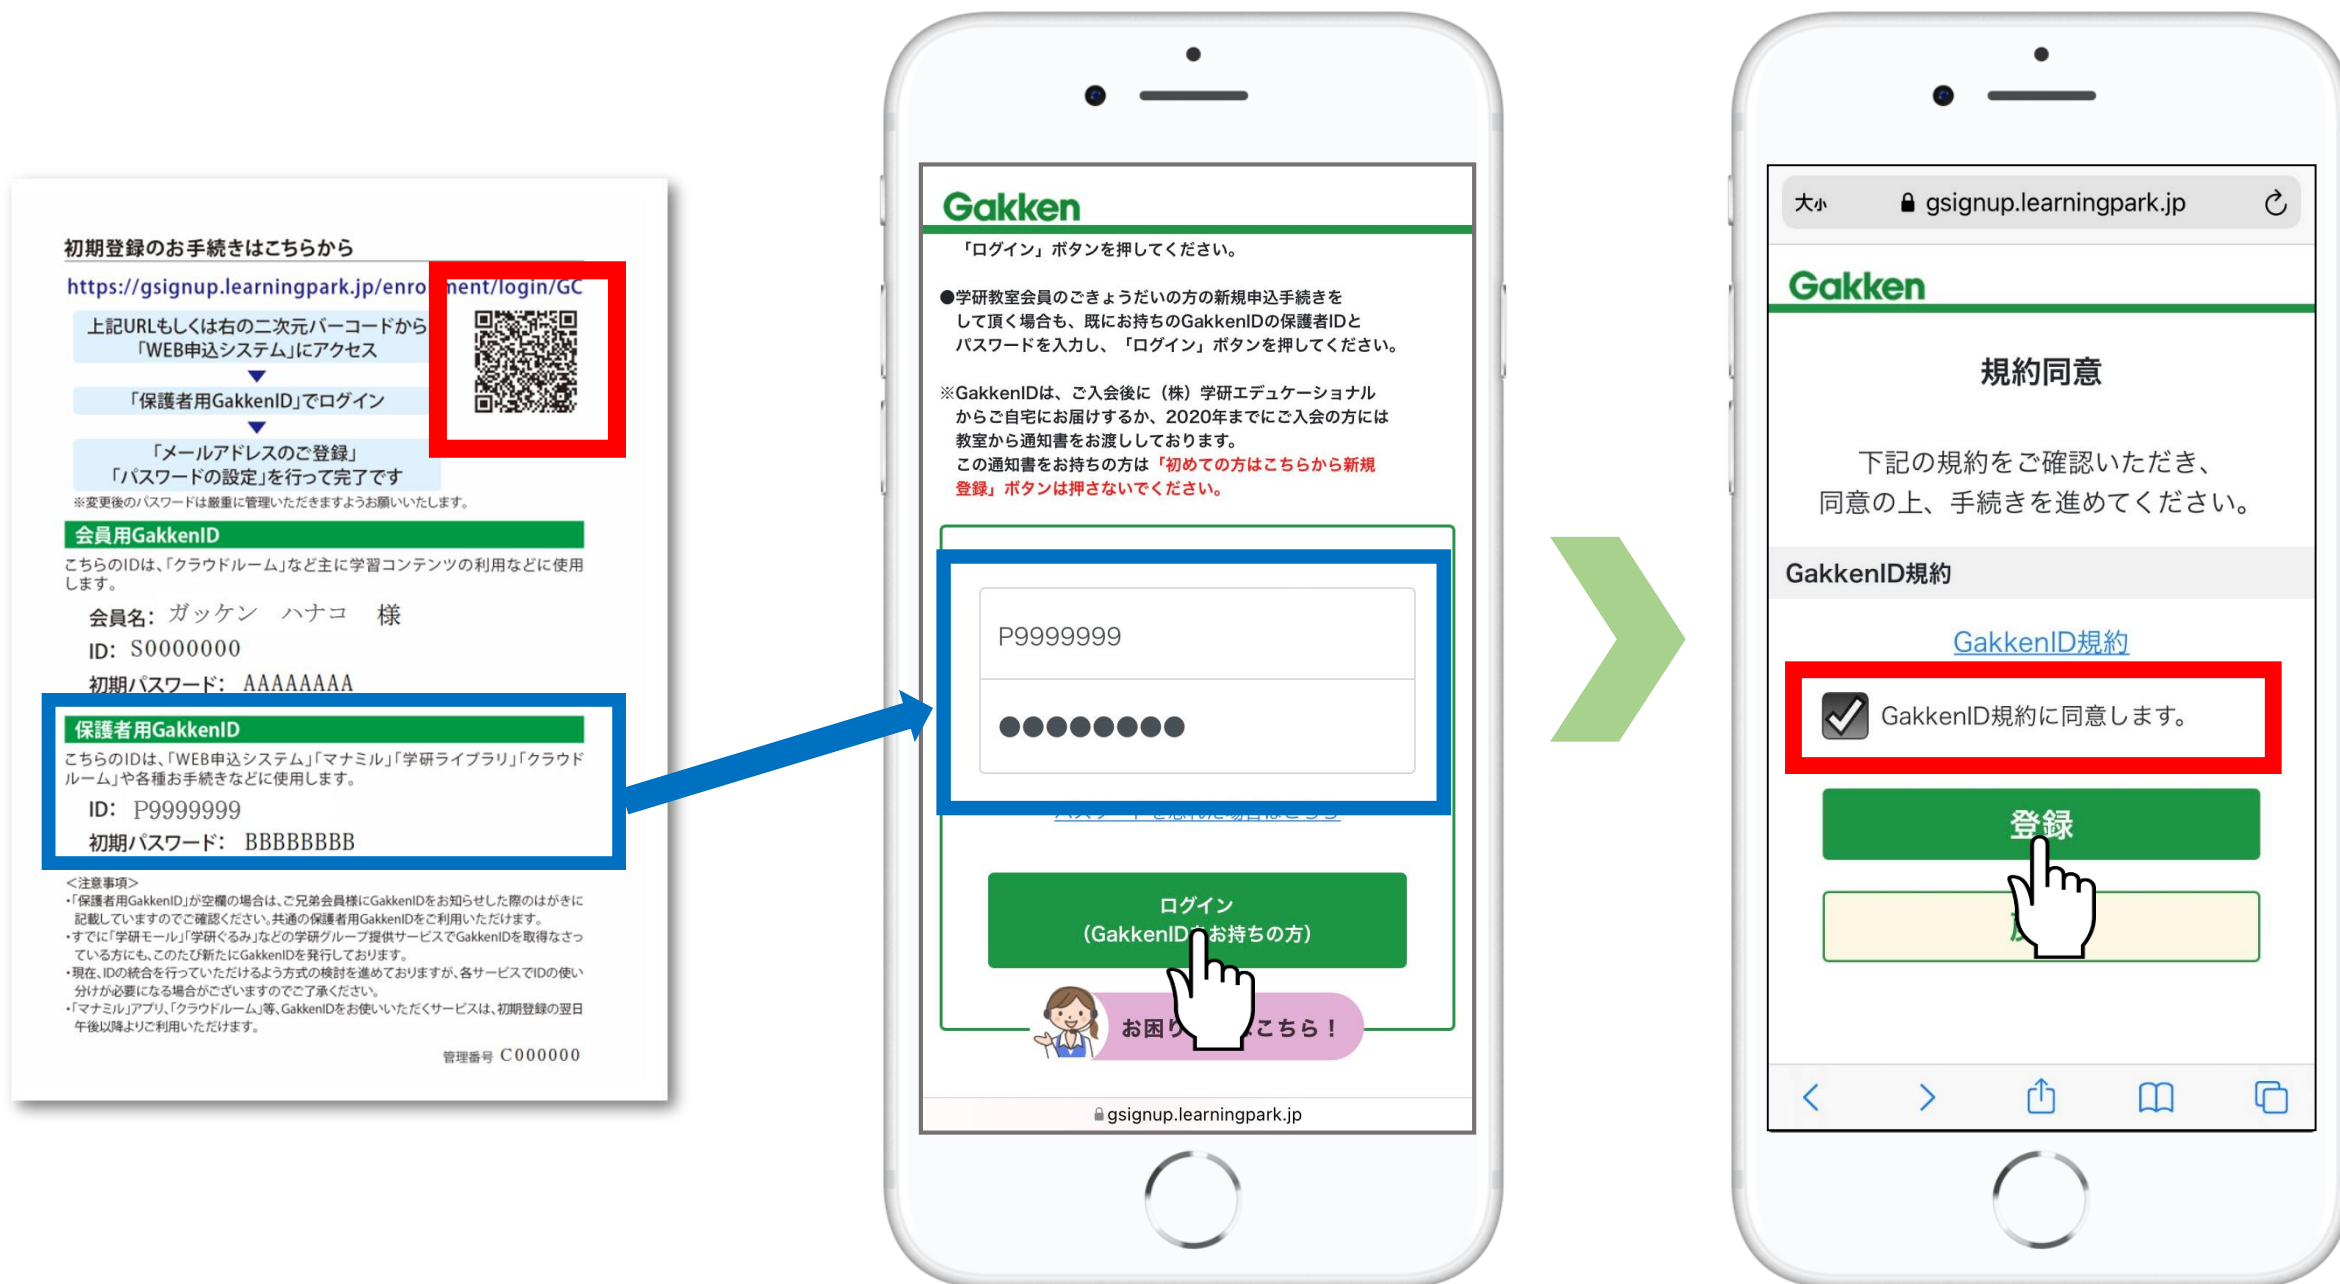 初期登録のお手続きはこちらから
https://gsignup.learningpark.jp/enro ment/login/GC
上記URLもしくは右の二次元バーコードから
「WEB申込システム」にアクセス
「保護者用GakkenID」でログイン
「メールアドレスのご登録」
「パスワードの設定」を行って完了です
※変更後のパスワードは厳重に管理いただきますようお願いいたします。
会員用GakkenID
こちらのIDは、「クラウドルーム」など主に学習コンテンツの利用などに使用
します。
会員名： ガッケン ハナコ 様
ID： S0000000
初期パスワード： AAAAAAAA
保護者用GakkenID
こちらのIDは、「WEB申込システム」「マナミル」「学研ライブラリ」「クラウド
ルーム」や各種お手続きなどに使用します。
ID： P9999999
初期パスワード： BBBBBBBB
＜注意事項＞
・「保護者用GakkenID」が空欄の場合は、ご兄弟会員様にGakkenIDをお知らせした際のはがきに
記載していますのでご確認ください。共通の保護者用GakkenIDをご利用いただけます。
・すでに「学研モール」「学研ぐるみ」などの学研グループ提供サービスでGakkenIDを取得なさっ
ている方にも、このたび新たにGakkenIDを発行しております。
・現在、IDの統合を行っていただけるよう方式の検討を進めておりますが、各サービスでIDの使い
分けが必要になる場合がございますのでご了承ください。
・「マナミル」アプリ、「クラウドルーム」等、GakkenIDをお使いいただくサービスは、初期登録の翌日
午後以降よりご利用いただけます。
管理番号 C000000
Gakken
「ログイン」ボタンを押してください。
●学研教室会員のごきょうだいの方の新規申込手続きを
して頂く場合も、既にお持ちのGakkenIDの保護者IDと
パスワードを入力し、「ログイン」ボタンを押してください。
※GakkenIDは、ご入会後に（株）学研エデュケーショナル
からご自宅にお届けするか、2020年までにご入会の方には
教室から通知書をお渡ししております。
この通知書をお持ちの方は「初めての方はこちらから新規
登録」ボタンは押さないでください。
P9999999
●●●●●●●●
パスワードを忘れた場合はこちら
ログイン
（GakkenIDをお持ちの方）
お困り こちら！
gsignup.learningpark.jp
大小 gsignup.learningpark.jp
Gakken
規約同意
下記の規約をご確認いただき、
同意の上、手続きを進めてください。
GakkenID規約
GakkenID規約
GakkenID規約に同意します。
登録